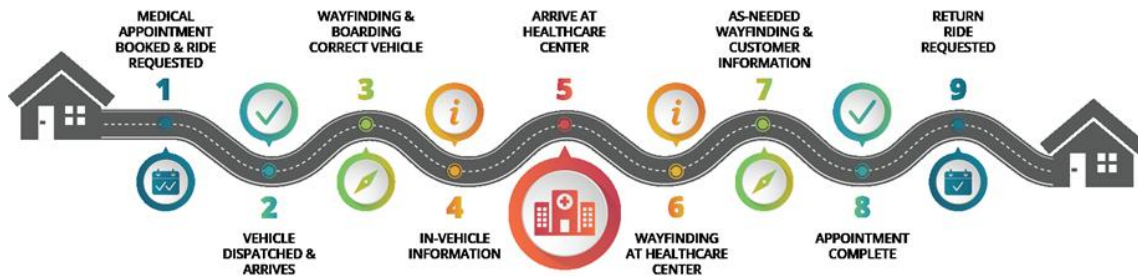 MEDICAL
APPOINTMENT
BOOKED & RIDE
REQUESTED
1
2
VEHICLE
DISPATCHED &
ARRIVES
WAYFINDING &
BOARDING
CORRECT VEHICLE
3
4
IN-VEHICLE
INFORMATION
ARRIVE AT
HEALTHCARE
CENTER
5
6
WAYFINDING
AT HEALTHCARE
CENTER
AS-NEEDED
WAYFINDING &
CUSTOMER
INFORMATION
7
8
APPOINTMENT
COMPLETE
RETURN
RIDE
REQUESTED
9